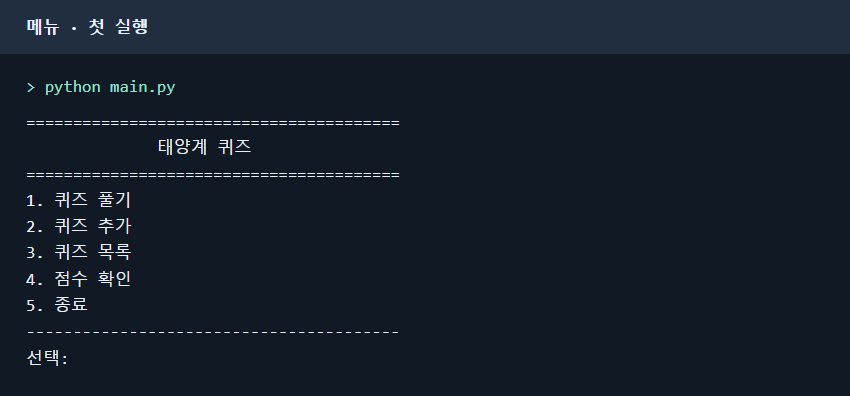 메뉴 · 첫 실행
> python main.py
========================================
태양계 퀴즈
========================================
1. 퀴즈 풀기
2. 퀴즈 추가
3. 퀴즈 목록
4. 점수 확인
5. 종료
----------------------------------------
선택: